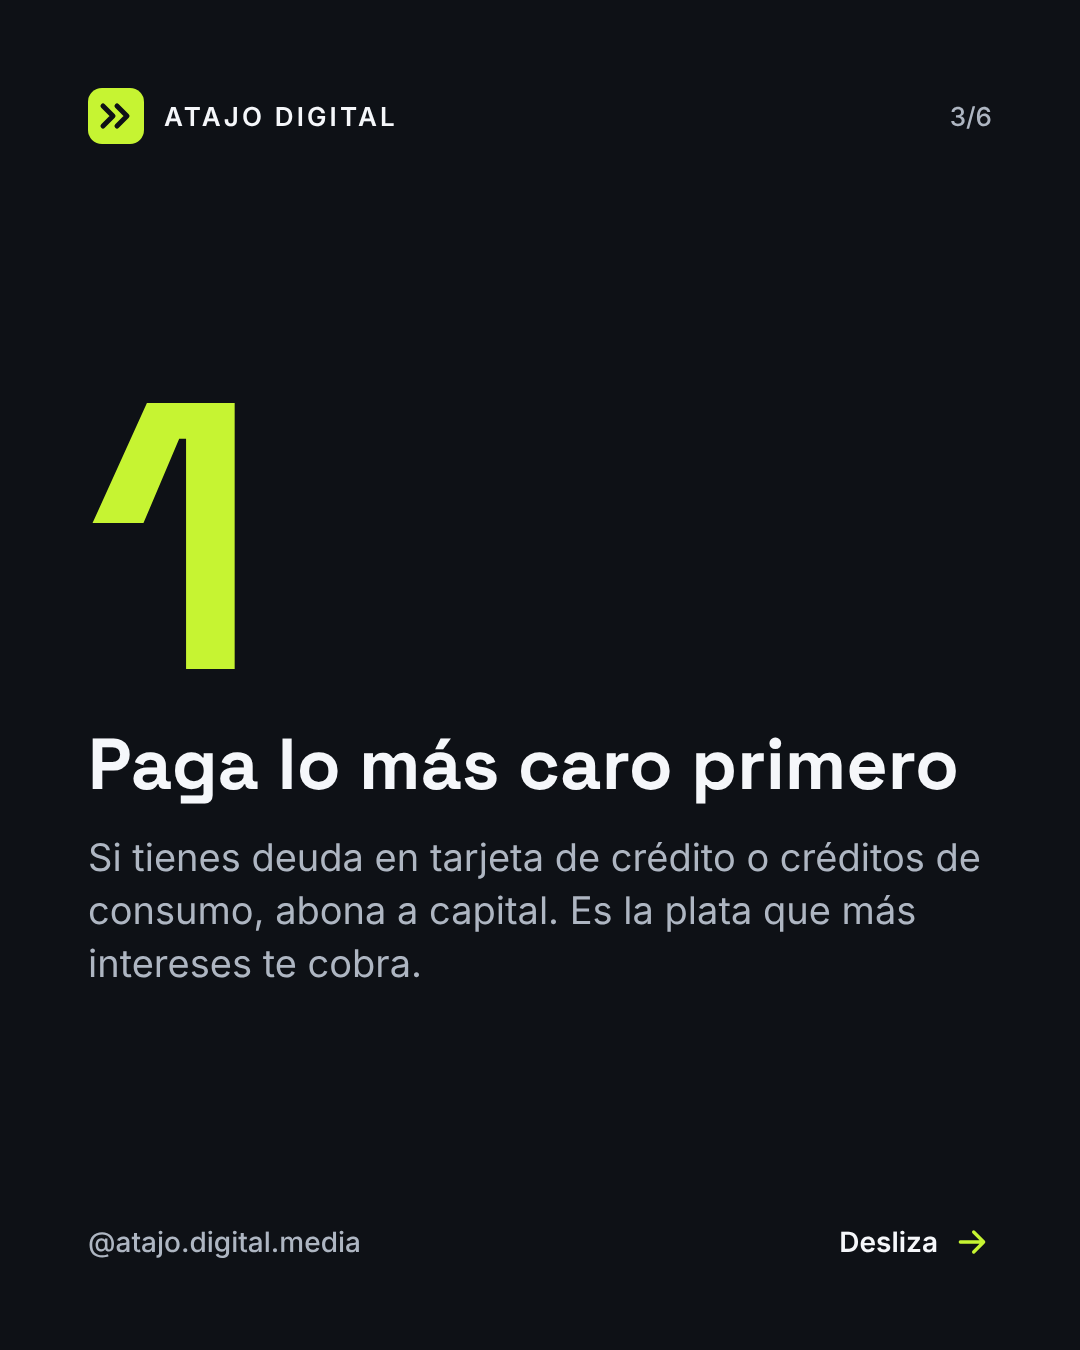 ATAJO DIGITAL
3/6
1
Paga lo más caro primero
Si tienes deuda en tarjeta de crédito o créditos de
consumo, abona a capital. Es la plata que más
intereses te cobra.
@atajo.digital.media
Desliza →